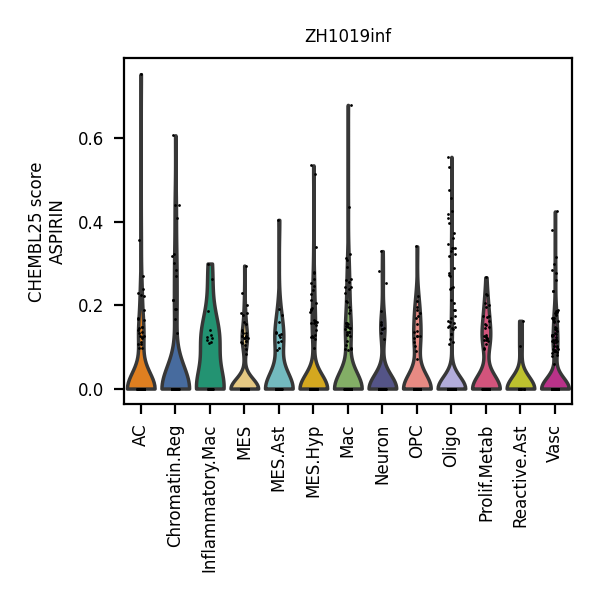 ZH1019inf
CHEMBL25 score
ASPIRIN
0.6
0.4
0.2
0.0
AC
Chromatin.Reg
Inflammatory.Mac
MES
MES.Ast
MES.Hyp
Mac
Neuron
OPC
Oligo
Prolif.Metab
Reactive.Ast
Vasc